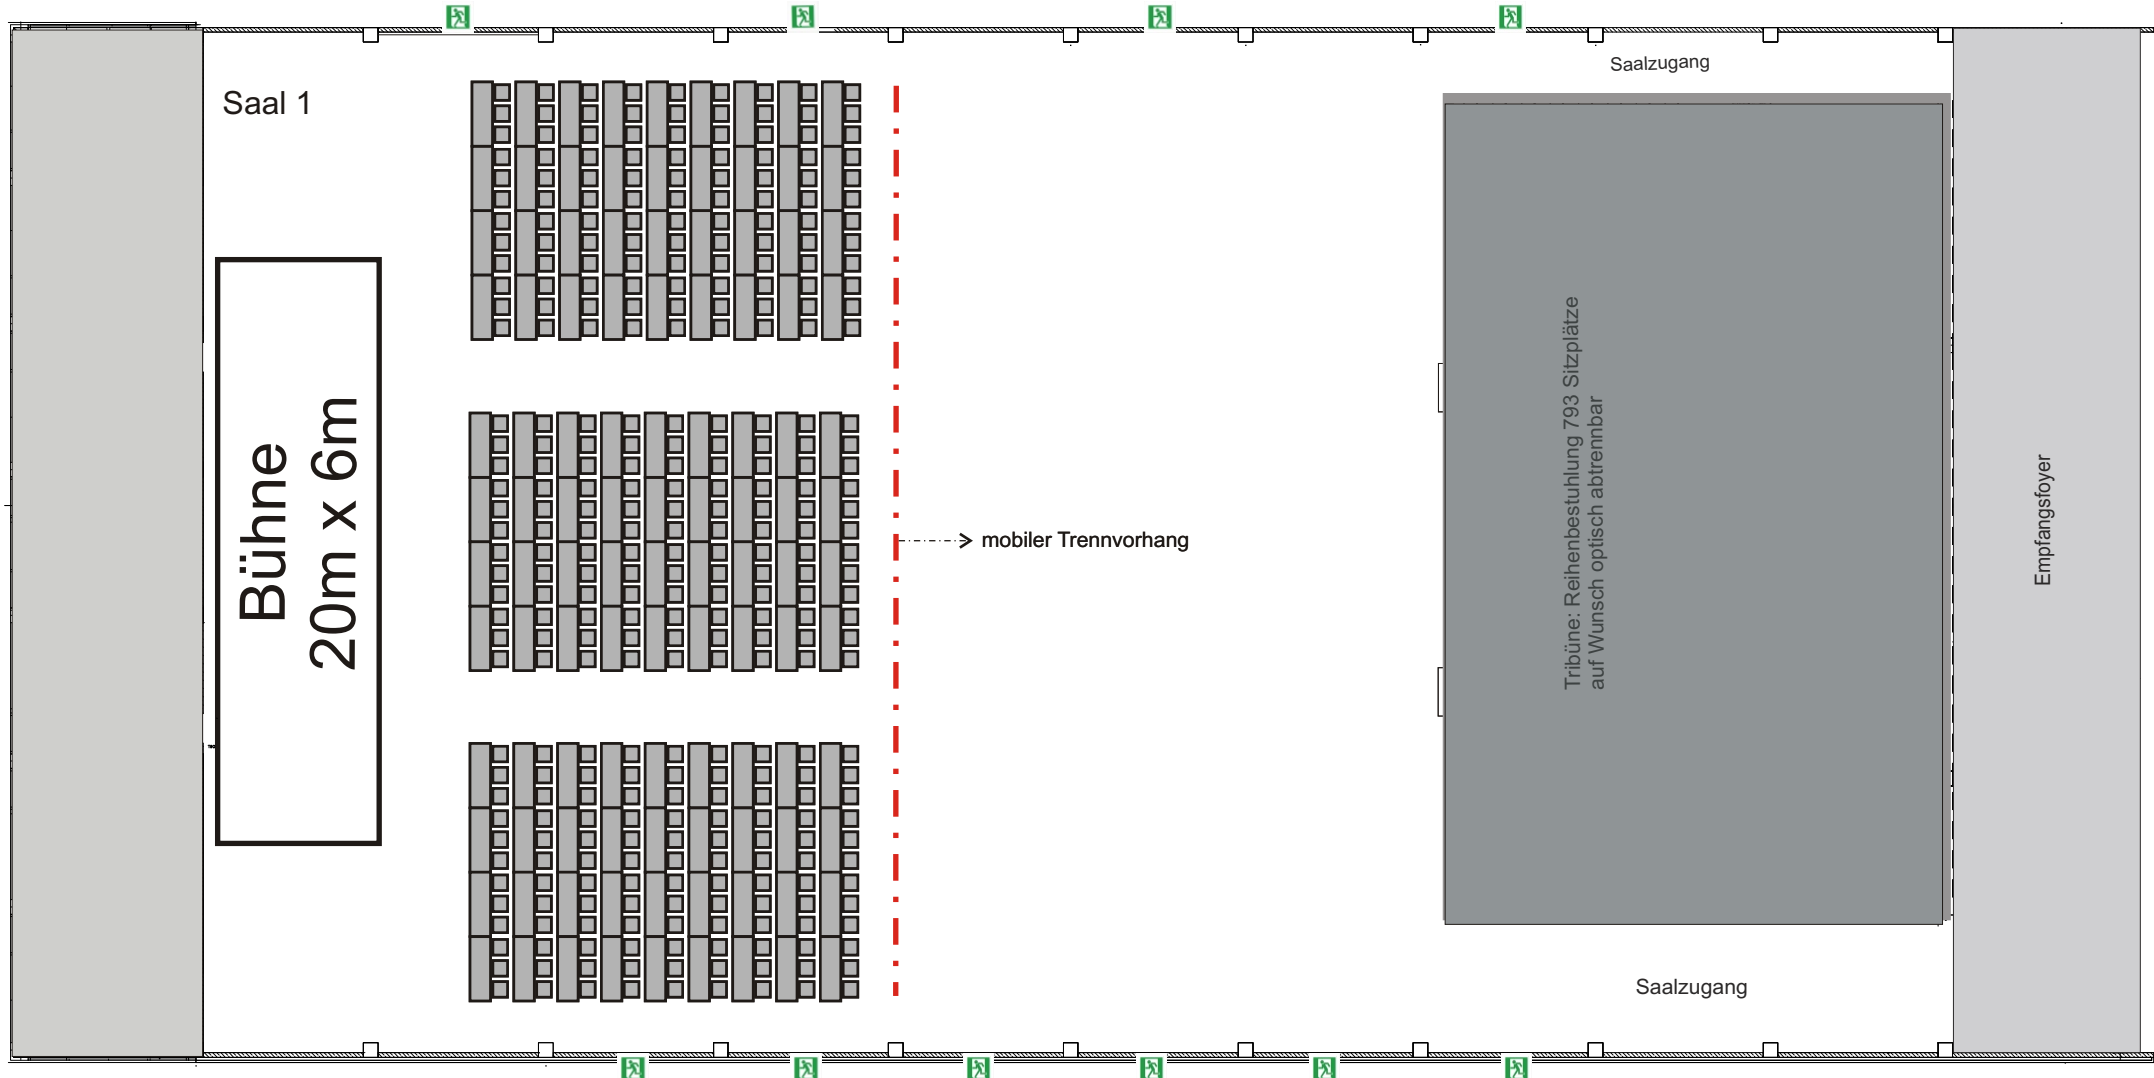 Saalzugang
Saal 1
Bühne
20m x 6m
mobiler Trennvorhang
Tribüne: Reihenbestuhlung 793 Sitzplätze
auf Wunsch optisch abtrennbar
Empfangsfoyer
Saalzugang